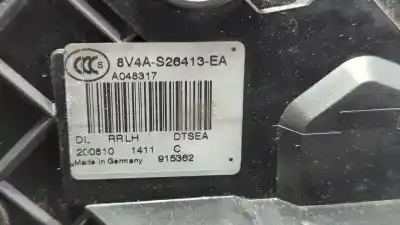 CCC S 8V4A-S26413-EA
A048317
DL RRLH DTSEA
200810 1411 C
Made in Germany 915362